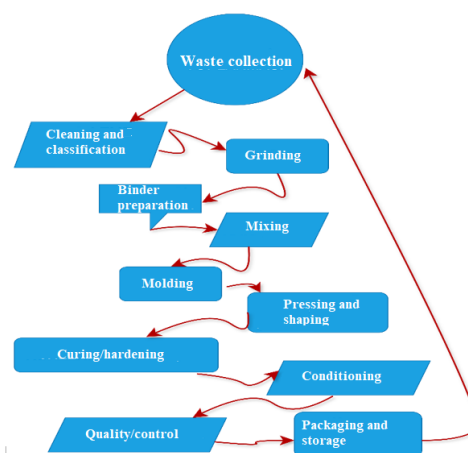 Waste collection
Cleaning and
classification
Grinding
Binder
preparation
Mixing
Molding
Pressing and
shaping
Curing/hardening
Conditioning
Quality/control
Packaging and
storage